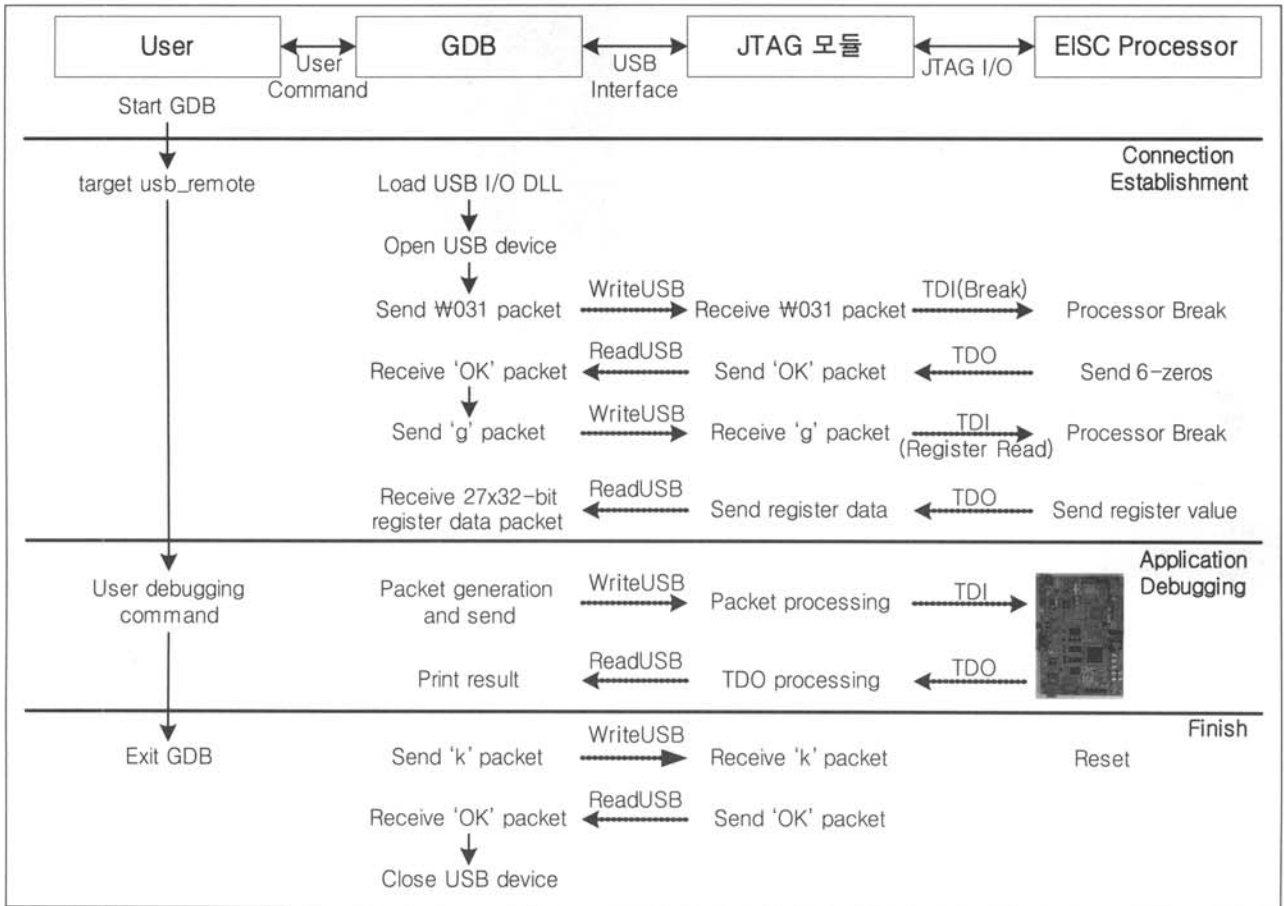 User
GDB
JTAG 모듈
EISC Processor
User
Command
USB
Interface
JTAG I/O
Start GDB
Connection
Establishment
target usb_remote
Load USB I/O DLL
Open USB device
Send ₩031 packet
WriteUSB
Receive ₩031 packet
TDI(Break)
Processor Break
Receive ‘OK’ packet
ReadUSB
Send ‘OK’ packet
TDO
Send 6-zeros
Send ‘g’ packet
WriteUSB
Receive ‘g’ packet
TDI
(Register Read)
Processor Break
Receive 27x32-bit
register data packet
ReadUSB
Send register data
TDO
Send register value
Application
Debugging
User debugging
command
Packet generation
and send
WriteUSB
Packet processing
TDI
Print result
ReadUSB
TDO processing
TDO
Finish
Exit GDB
Send ‘k’ packet
WriteUSB
Receive ‘k’ packet
Reset
Receive ‘OK’ packet
ReadUSB
Send ‘OK’ packet
Close USB device